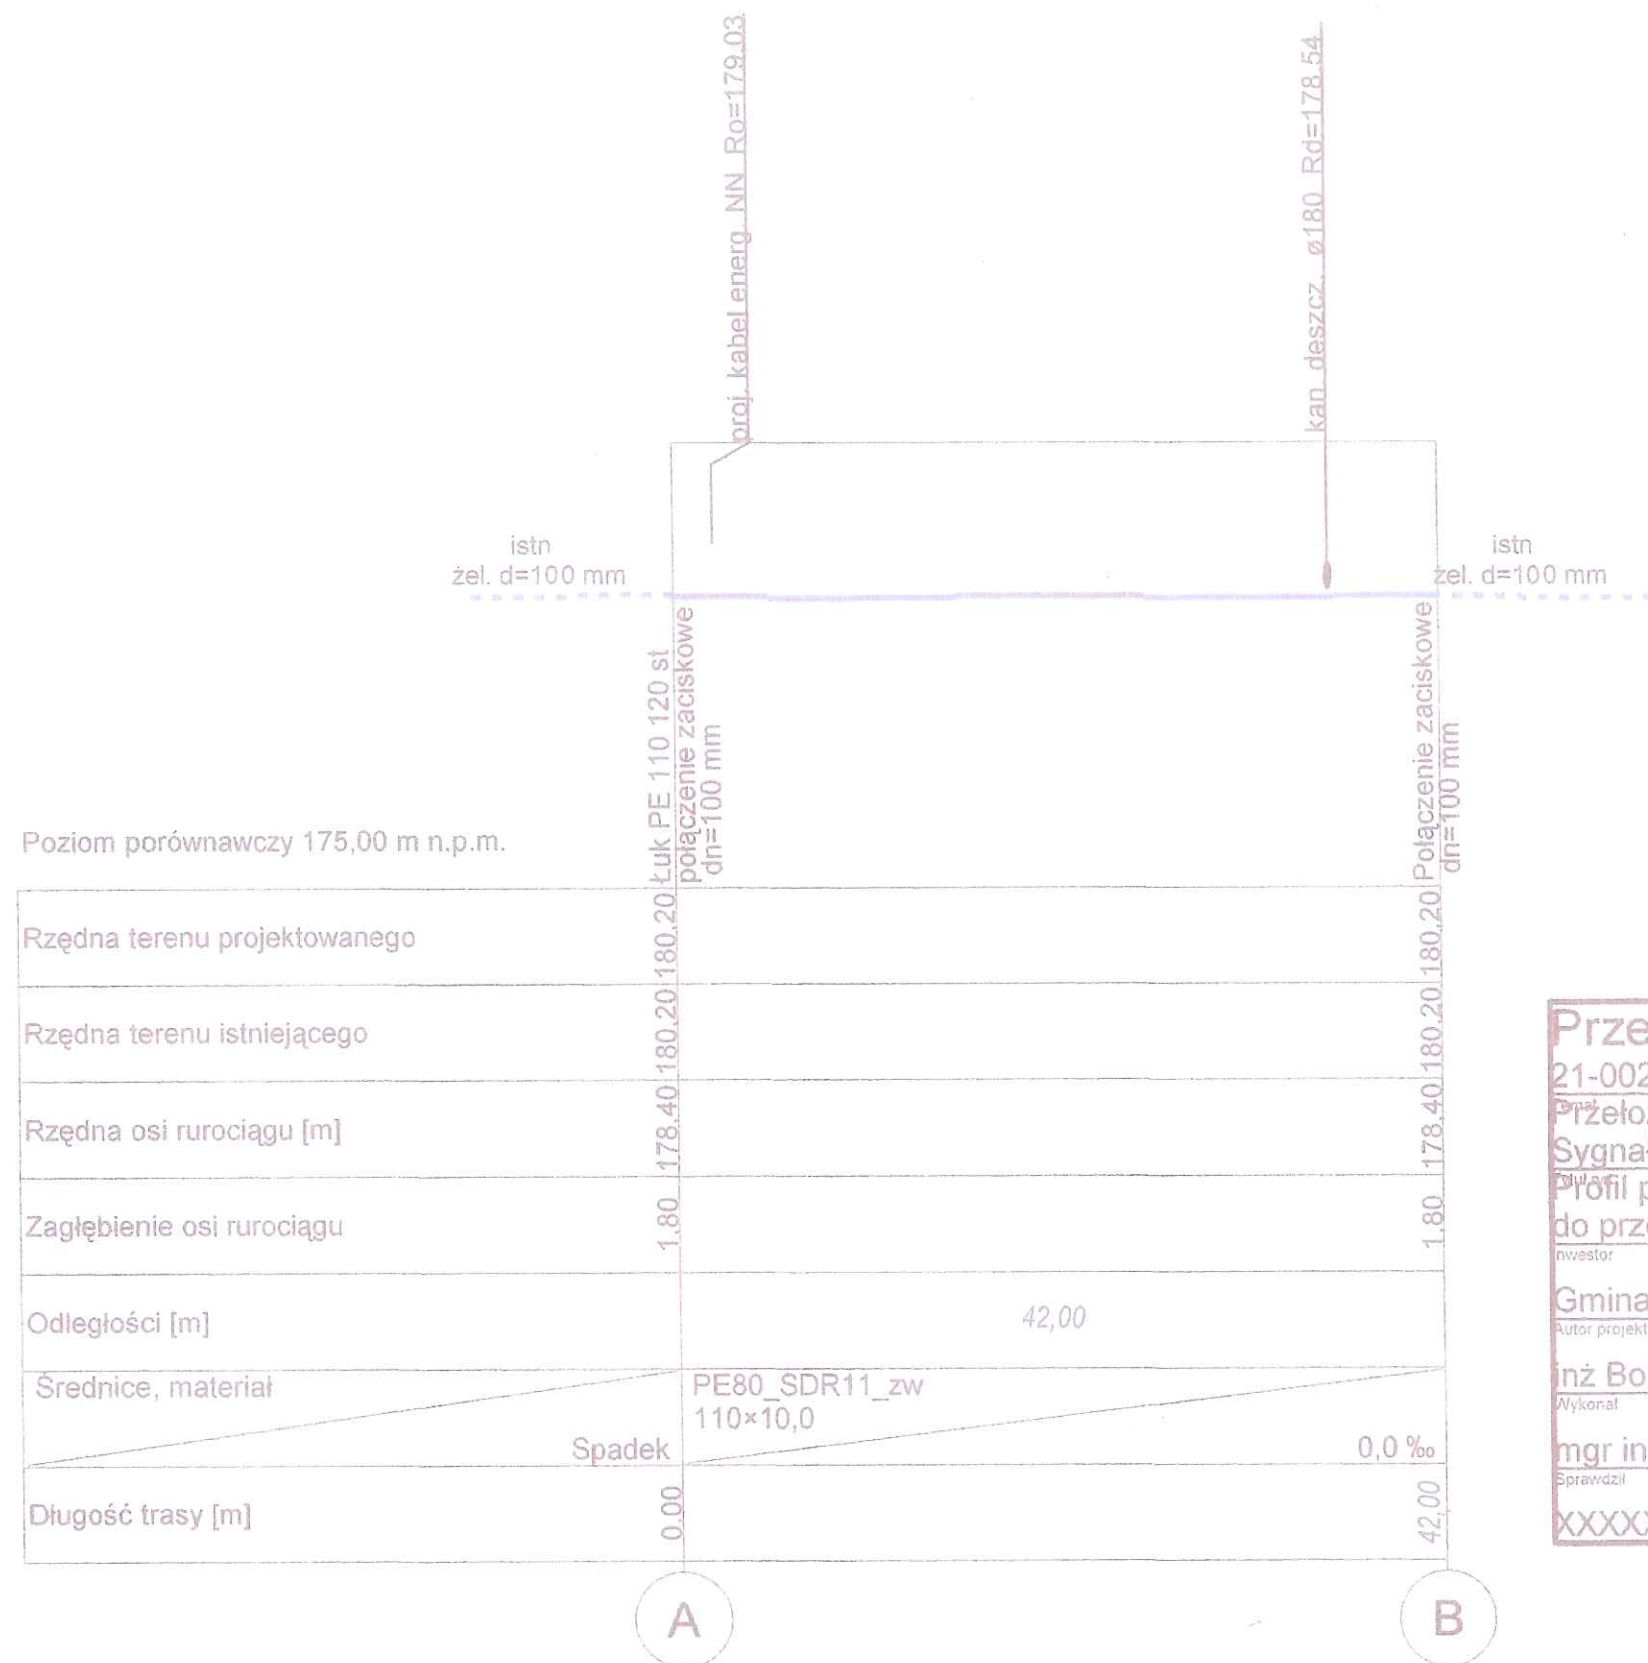 proj. kabel energ. NN Ro=179,03
kan. deszcz. ø180 Rd=178,54
istn
żel. d=100 mm
istn
żel. d=100 mm
Łuk PE 110 120 st
połączenie zaciskowe
dn=100 mm
Połączenie zaciskowe
dn=100 mm
Poziom porównawczy 175,00 m n.p.m.
Rzędna terenu projektowanego 180,20 180,20
Rzędna terenu istniejącego 180,20 180,20
Rzędna osi rurociągu [m] 178,40 178,40
Zagłębienie osi rurociągu 1,80 1,80
Odległości [m] 42,00
Średnice, materiał PE80_SDR11_zw
110×10,0
Spadek 0,0 ‰
Długość trasy [m] 0,00 42,00
A B
Prze
21-002
Przeło
Sygna
Profil p
do prz
Inwestor
Gmina
Autor projekt
inż Bo
Wykonał
mgr in
Sprawdził
XXXX